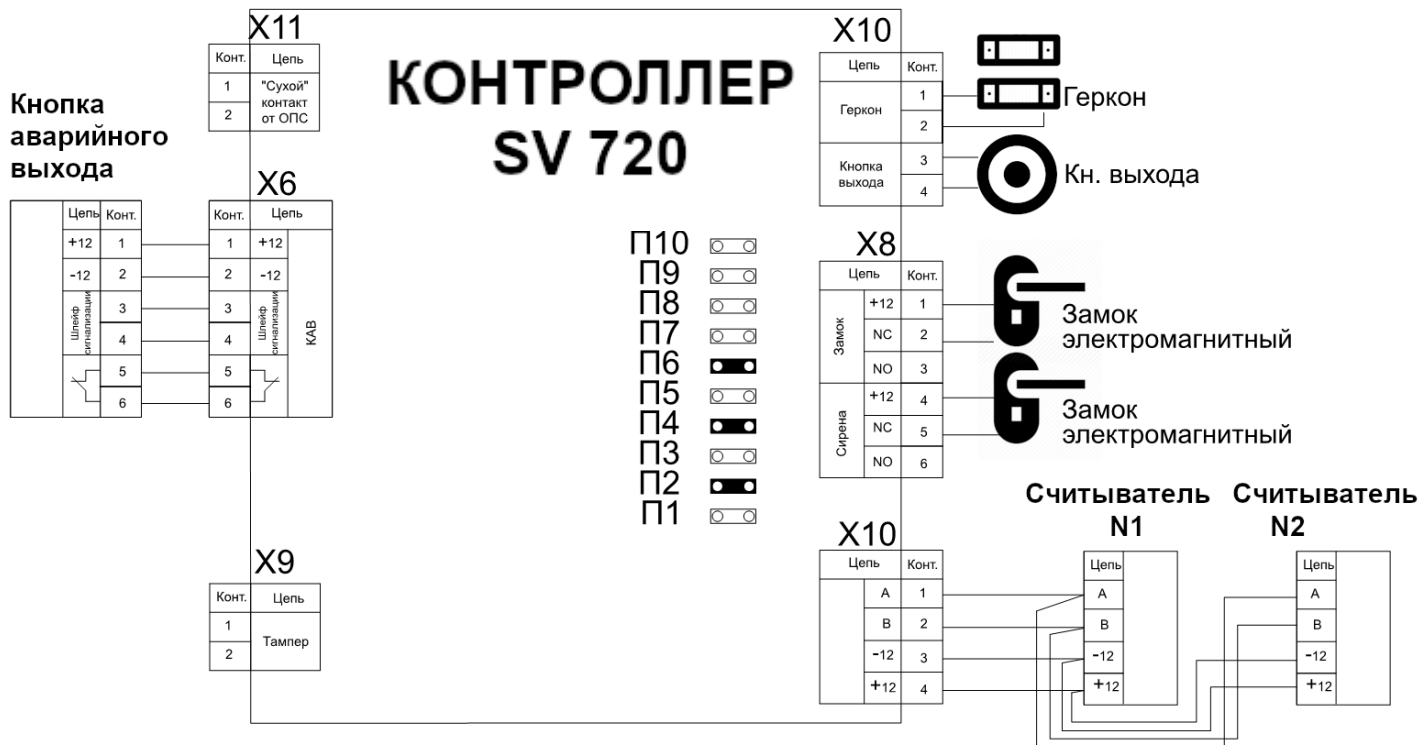 КОНТРОЛЛЕР
SV 720
X11
Конт. Цепь
1 "Сухой"
контакт
2 от ОПС
Кнопка
аварийного
выхода
Цепь Конт.
+12 1
-12 2
Шлейф
сигнализации
3
4
5
6
X6
Конт. Цепь
1 +12
2 -12
3
4
Шлейф
сигнализации
5
6
КАВ
X9
Конт. Цепь
1
Тампер
2
П10
П9
П8
П7
П6
П5
П4
П3
П2
П1
X10
Цепь Конт.
Геркон
1
2
Кнопка
выхода
3
4
Геркон
Кн. выхода
X8
Цепь Конт.
Замок
+12 1
NC 2
NO 3
Сирена
+12 4
NC 5
NO 6
Замок
электромагнитный
Замок
электромагнитный
X10
Цепь Конт.
A 1
B 2
-12 3
+12 4
Считыватель
N1
Цепь
A
B
-12
+12
Считыватель
N2
Цепь
A
B
-12
+12